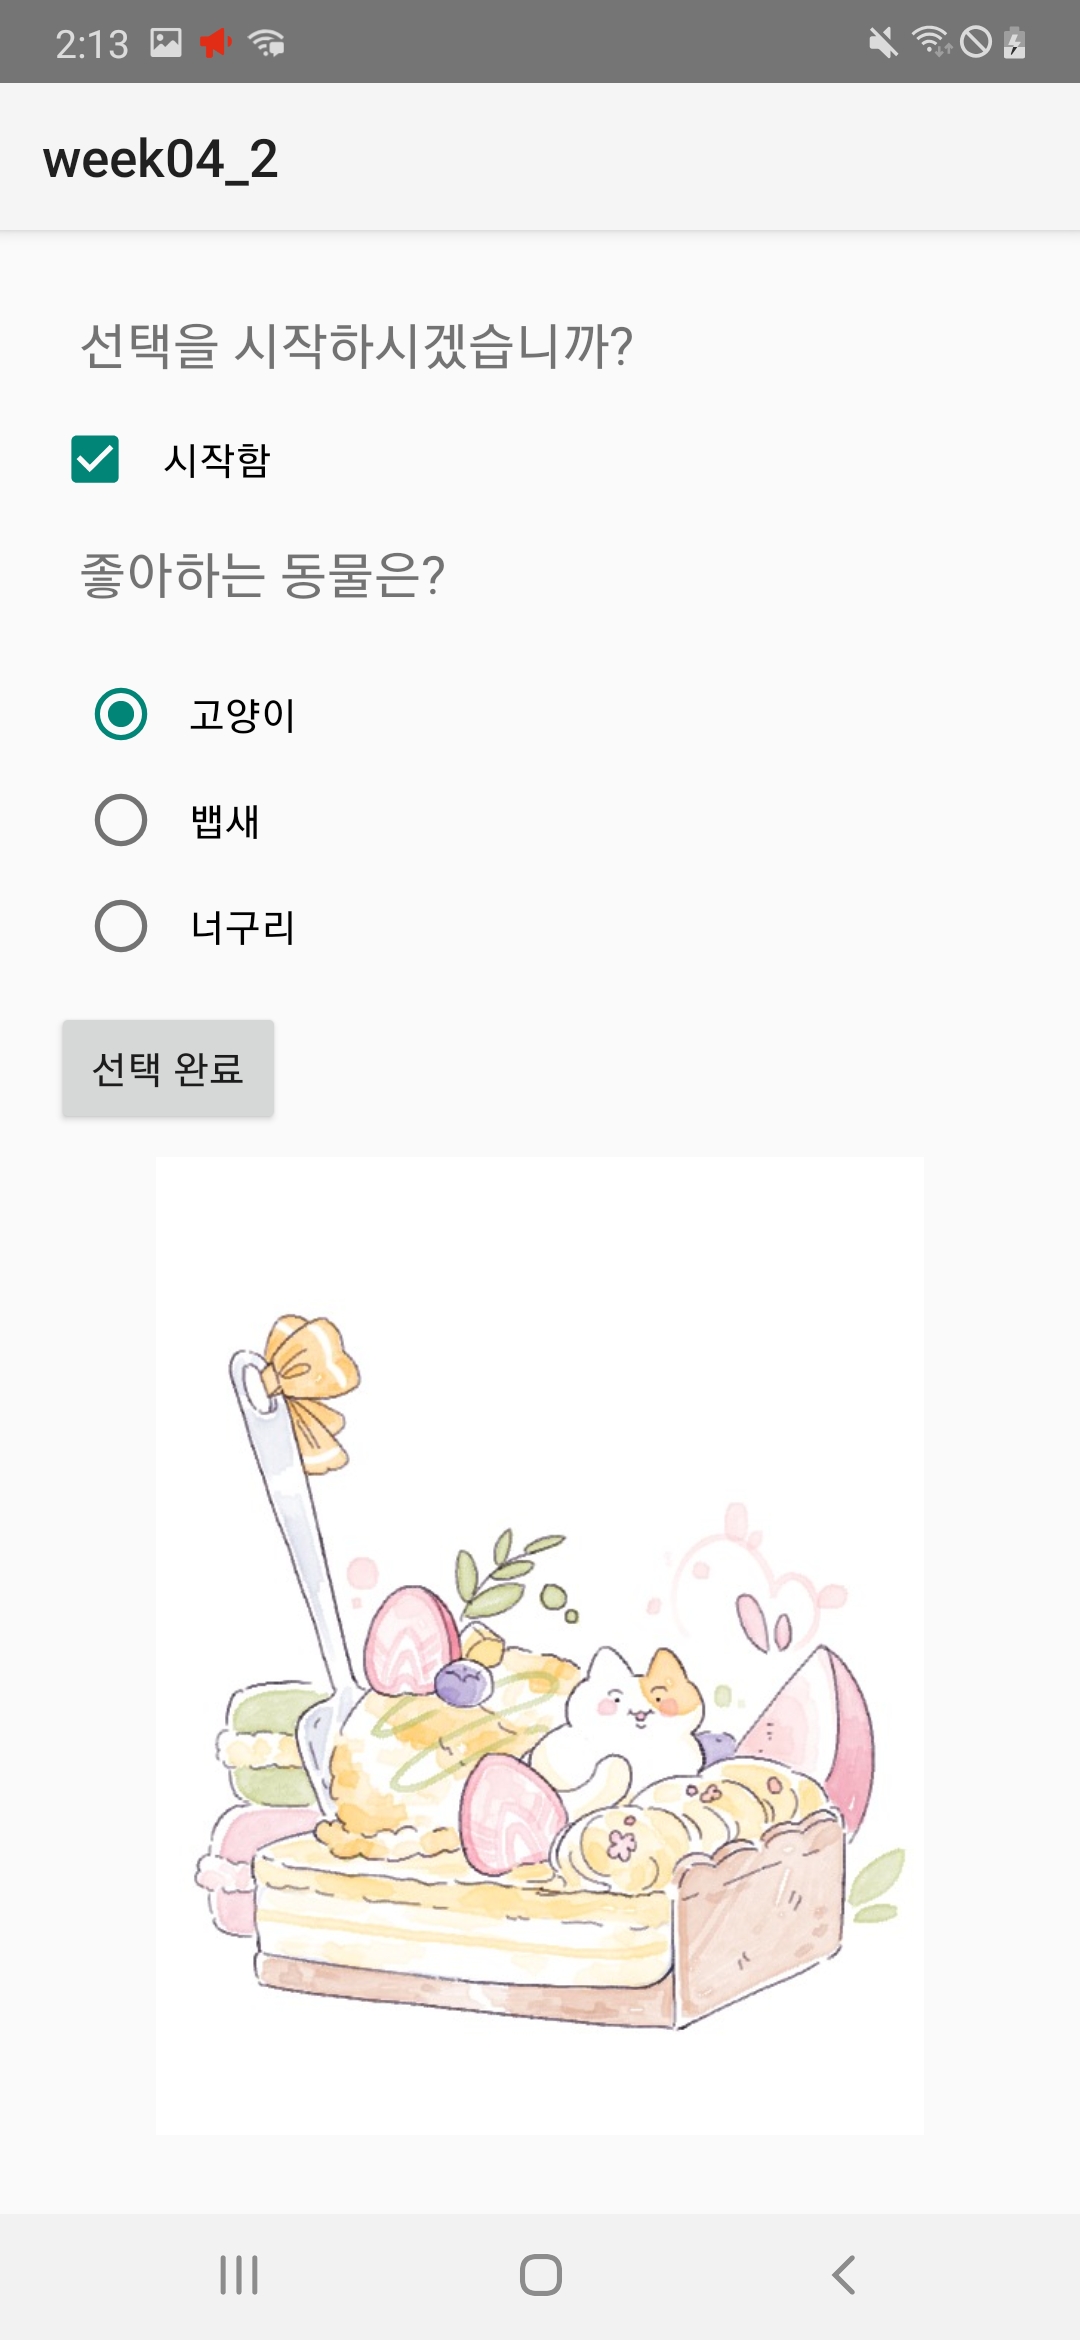 2:13
week04_2
선택을 시작하시겠습니까?
시작함
좋아하는 동물은?
고양이
뱁새
너구리
선택 완료